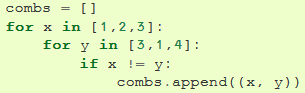 combs = []
for x in [1,2,3]:
    for y in [3,1,4]:
        if x != y:
            combs.append((x, y))